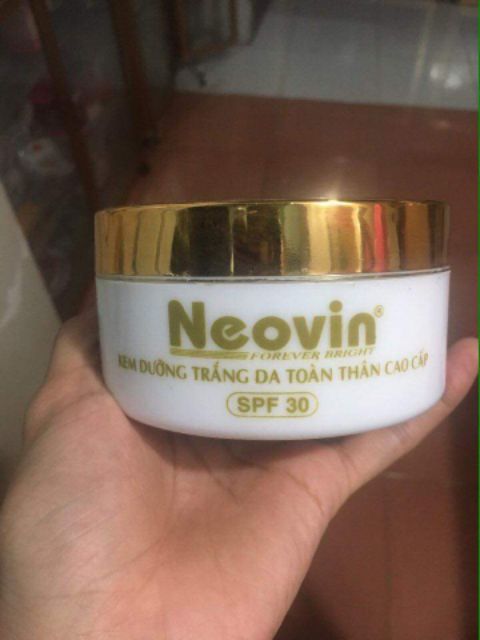 Neovin®
FOREVER BRIGHT
KEM DƯỠNG TRẮNG DA TOÀN THÂN CAO CẤP
SPF 30